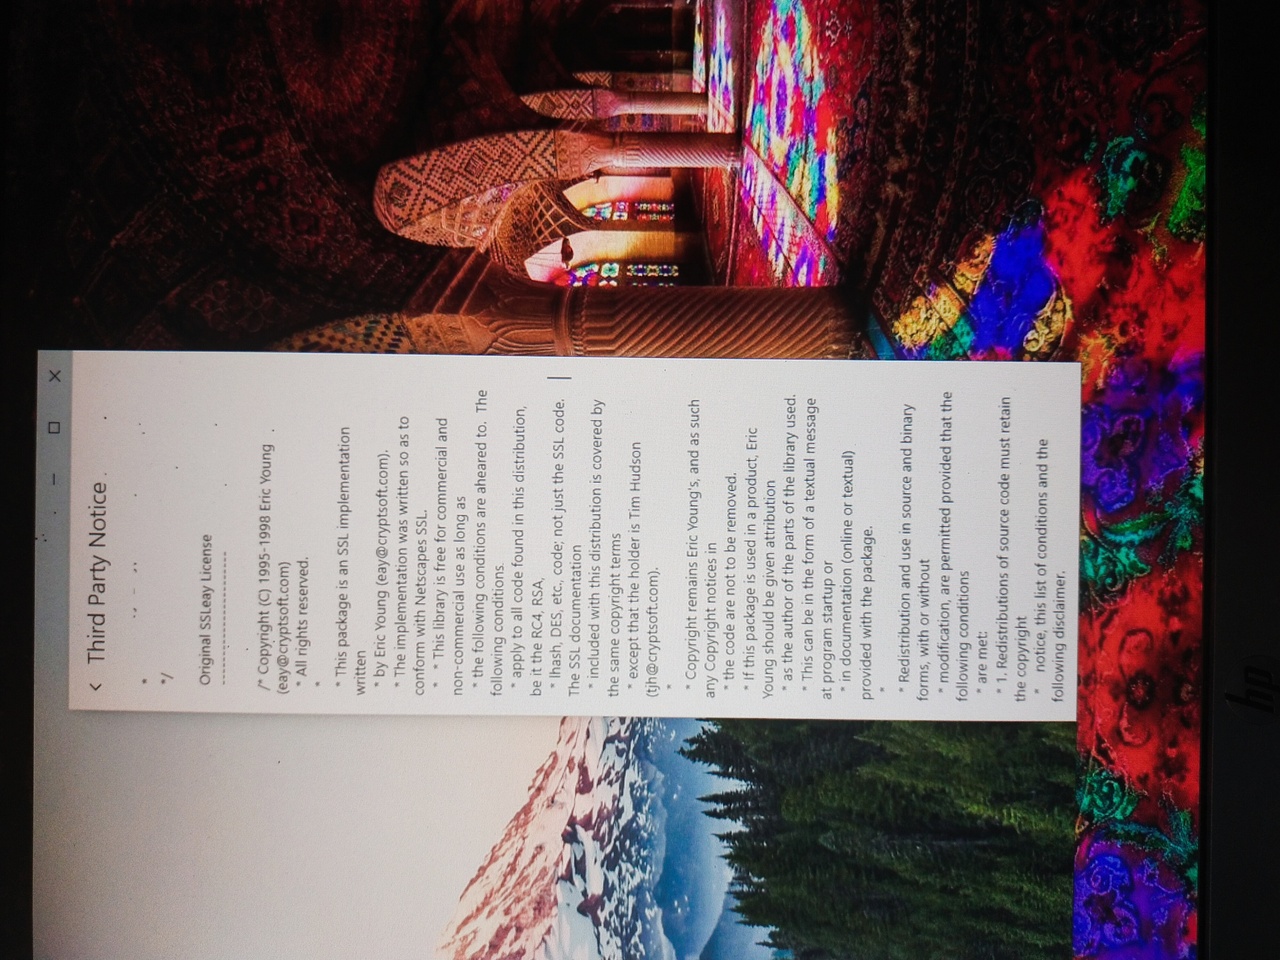 Third Party Notice
*
*/
Original SSLeay License
-----------------------
/* Copyright (C) 1995-1998 Eric Young
(eay@cryptsoft.com)
* All rights reserved.
*
* This package is an SSL implementation
written
* by Eric Young (eay@cryptsoft.com).
* The implementation was written so as to
conform with Netscapes SSL.
* * This library is free for commercial and
non-commercial use as long as
* the following conditions are aheared to. The
following conditions
* apply to all code found in this distribution,
be it the RC4, RSA,
* lhash, DES, etc., code; not just the SSL code.
The SSL documentation
* included with this distribution is covered by
the same copyright terms
* except that the holder is Tim Hudson
(tjh@cryptsoft.com).
*
* Copyright remains Eric Young's, and as such
any Copyright notices in
* the code are not to be removed.
* If this package is used in a product, Eric
Young should be given attribution
* as the author of the parts of the library used.
* This can be in the form of a textual message
at program startup or
* in documentation (online or textual)
provided with the package.
*
* Redistribution and use in source and binary
forms, with or without
* modification, are permitted provided that the
following conditions
* are met:
* 1. Redistributions of source code must retain
the copyright
* notice, this list of conditions and the
following disclaimer.
hp